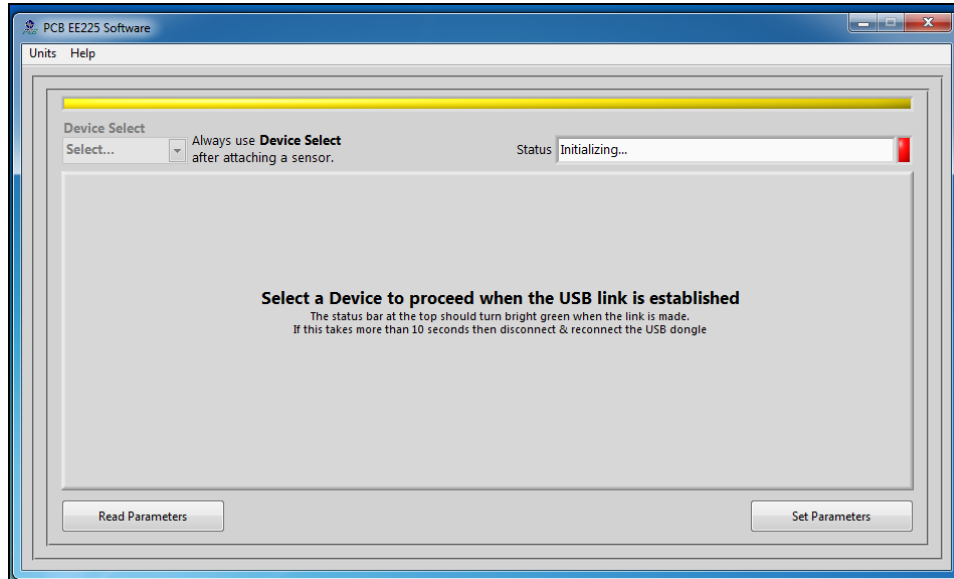 PCB EE225 Software
Units Help
Device Select
Select...
Always use Device Select
after attaching a sensor.
Status Initializing...
Select a Device to proceed when the USB link is established
The status bar at the top should turn bright green when the link is made.
If this takes more than 10 seconds then disconnect & reconnect the USB dongle
Read Parameters
Set Parameters